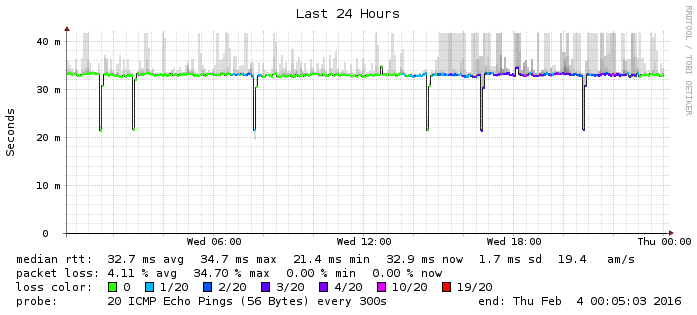 Last 24 Hours
RRDTOOL / TOBI OETIKER
Seconds
40 m
30 m
20 m
10 m
0
Wed 06:00 Wed 12:00 Wed 18:00 Thu 00:00
median rtt: 32.7 ms avg 34.7 ms max 21.4 ms min 32.9 ms now 1.7 ms sd 19.4 am/s
packet loss: 4.11 % avg 34.70 % max 0.00 % min 0.00 % now
loss color: 0 1/20 2/20 3/20 4/20 10/20 19/20
probe: 20 ICMP Echo Pings (56 Bytes) every 300s end: Thu Feb 4 00:05:03 2016